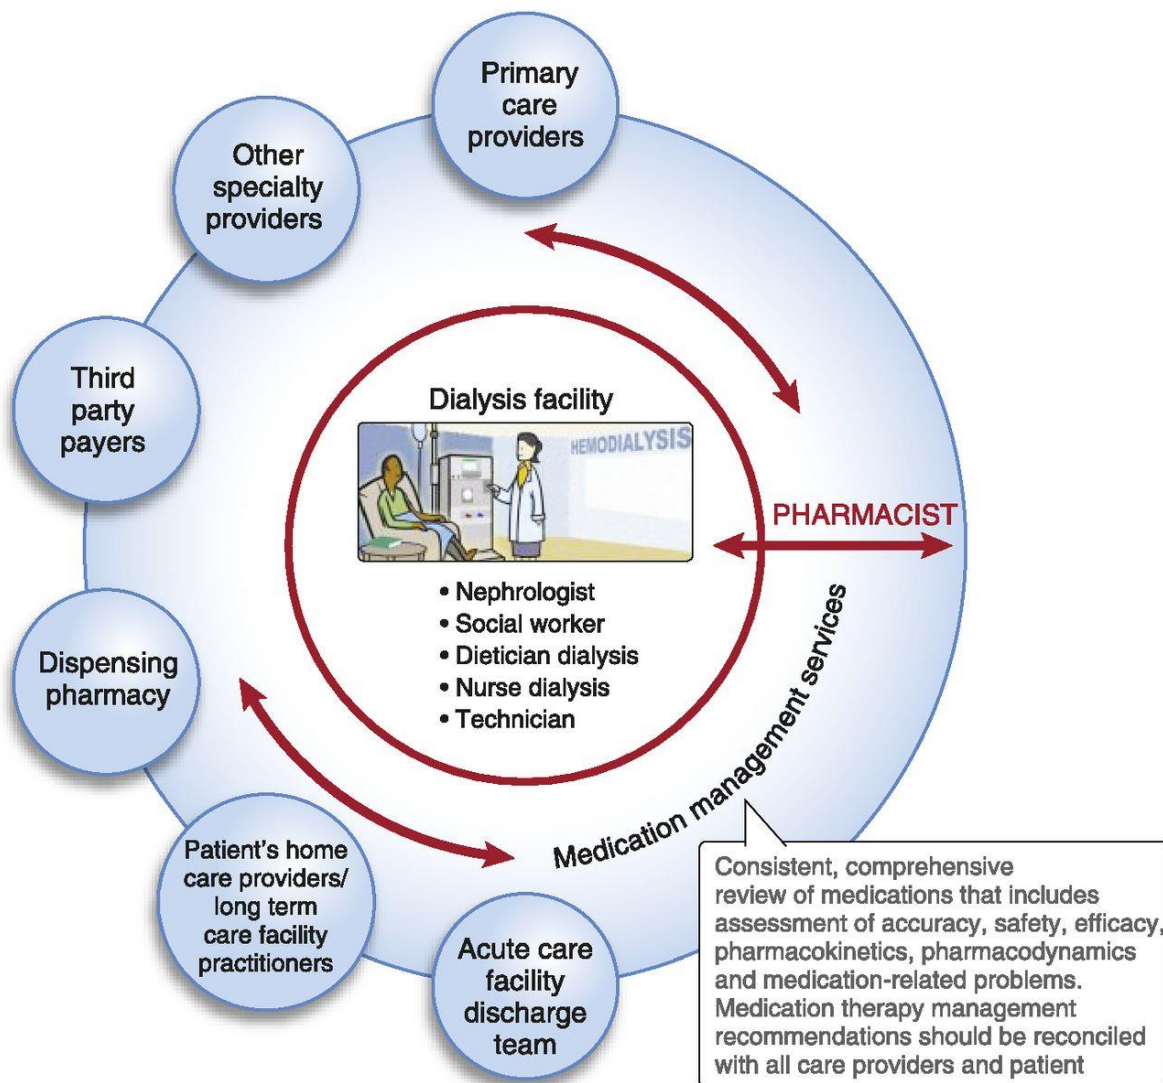 Primary
care
providers
Other
specialty
providers
Third
party
payers
Dispensing
pharmacy
Patient's home
care providers/
long term
care facility
practitioners
Acute care
facility
discharge
team
Dialysis facility
HEMODIALYSIS
• Nephrologist
• Social worker
• Dietician dialysis
• Nurse dialysis
• Technician
PHARMACIST
Medication management services
Consistent, comprehensive
review of medications that includes
assessment of accuracy, safety, efficacy,
pharmacokinetics, pharmacodynamics
and medication-related problems.
Medication therapy management
recommendations should be reconciled
with all care providers and patient